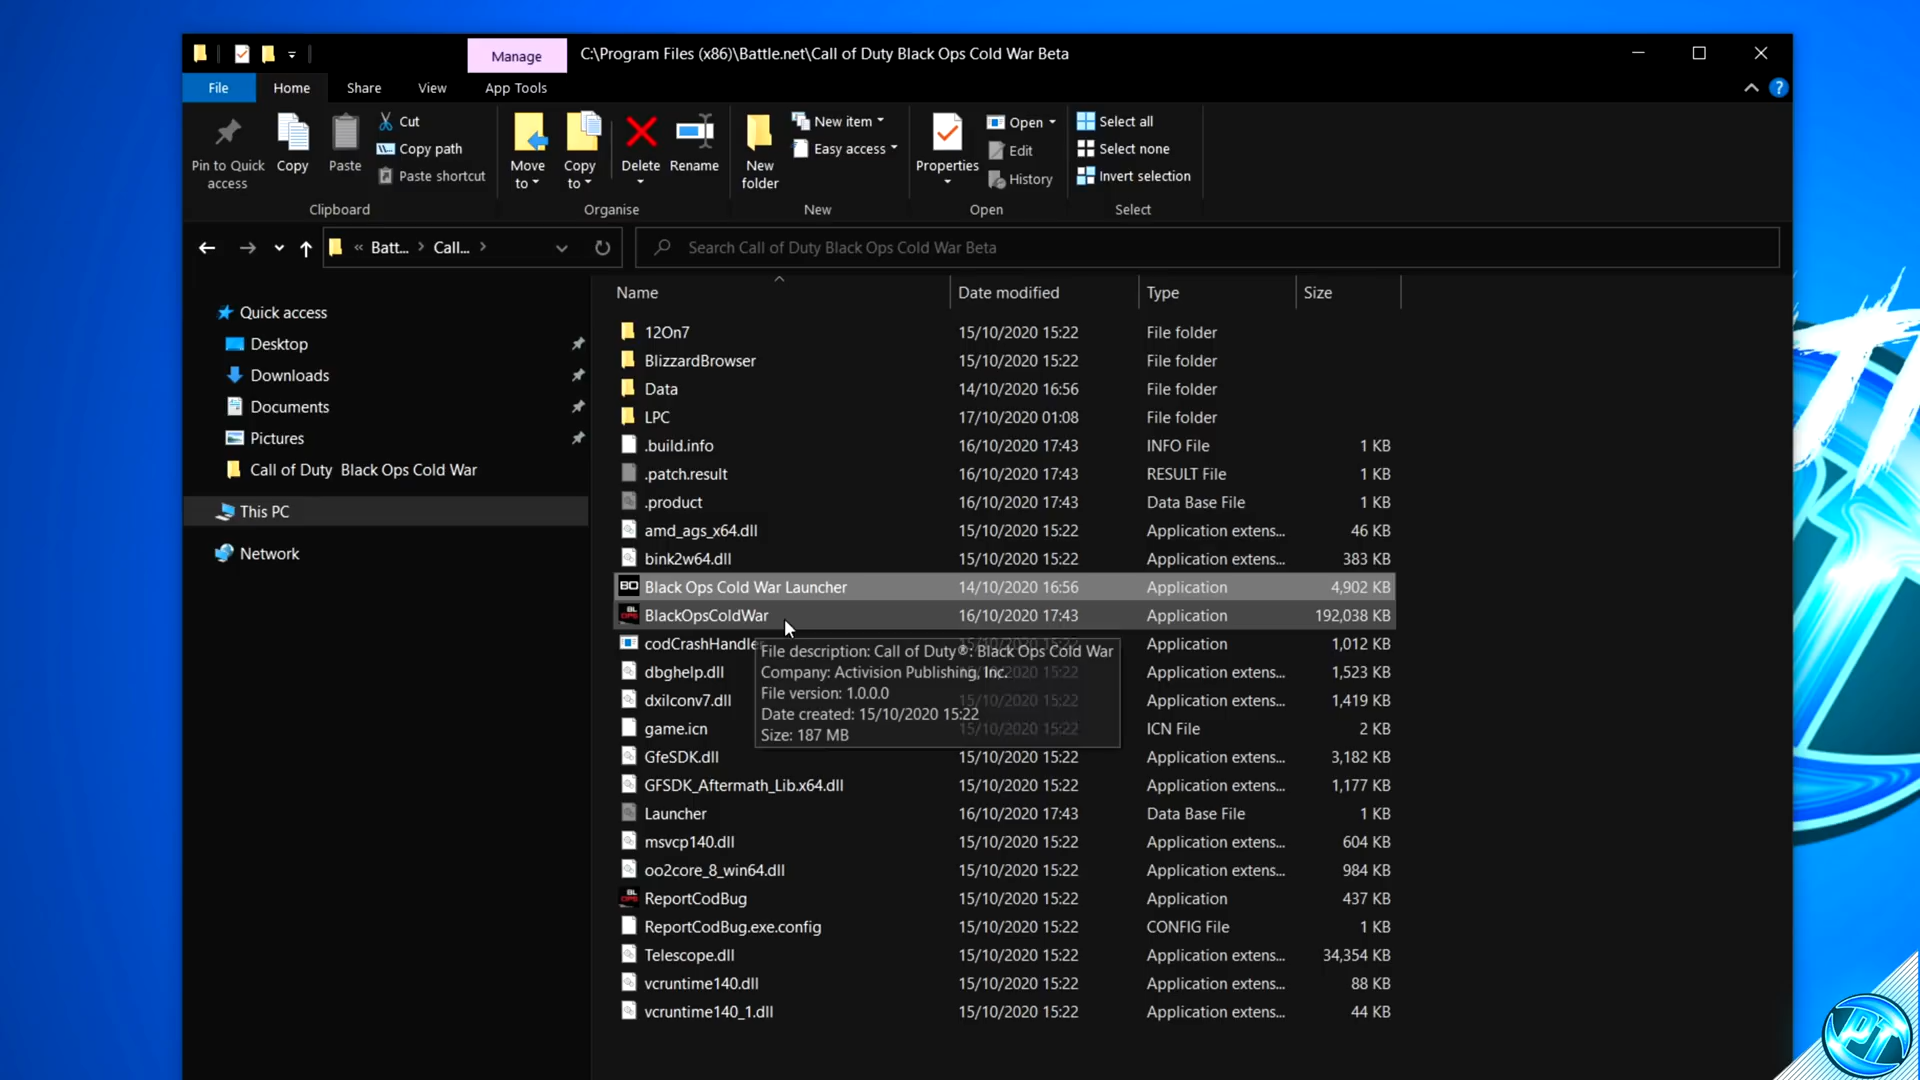 Manage
C:\Program Files (x86)\Battle.net\Call of Duty Black Ops Cold War Beta
File
Home
Share
View
App Tools
Pin to Quick access
Copy
Paste
Cut
Copy path
Paste shortcut
Move to
Copy to
Delete
Rename
New folder
New item
Easy access
Properties
Open
Edit
History
Select all
Select none
Invert selection
Clipboard
Organise
New
Open
Select
« Batt... › Call... ›
Search Call of Duty Black Ops Cold War Beta
Quick access
Desktop
Downloads
Documents
Pictures
Call of Duty Black Ops Cold War
This PC
Network
Name Date modified Type Size
12On7 15/10/2020 15:22 File folder
BlizzardBrowser 15/10/2020 15:22 File folder
Data 14/10/2020 16:56 File folder
LPC 17/10/2020 01:08 File folder
.build.info 16/10/2020 17:43 INFO File 1 KB
.patch.result 16/10/2020 17:43 RESULT File 1 KB
.product 16/10/2020 17:43 Data Base File 1 KB
amd_ags_x64.dll 15/10/2020 15:22 Application extens... 46 KB
bink2w64.dll 15/10/2020 15:22 Application extens... 383 KB
Black Ops Cold War Launcher 14/10/2020 16:56 Application 4,902 KB
BlackOpsColdWar 16/10/2020 17:43 Application 192,038 KB
codCrashHandle Application 1,012 KB
File description: Call of Duty®: Black Ops Cold War
Company: Activision Publishing, Inc.
File version: 1.0.0.0
Date created: 15/10/2020 15:22
Size: 187 MB
dbghelp.dll 15:22 Application extens... 1,523 KB
dxilconv7.dll 15/10/2020 15:22 Application extens... 1,419 KB
game.icn 15/10/2020 15:22 ICN File 2 KB
GfeSDK.dll 15/10/2020 15:22 Application extens... 3,182 KB
GFSDK_Aftermath_Lib.x64.dll 15/10/2020 15:22 Application extens... 1,177 KB
Launcher 16/10/2020 17:43 Data Base File 1 KB
msvcp140.dll 15/10/2020 15:22 Application extens... 604 KB
oo2core_8_win64.dll 15/10/2020 15:22 Application extens... 984 KB
ReportCodBug 15/10/2020 15:22 Application 437 KB
ReportCodBug.exe.config 15/10/2020 15:22 CONFIG File 1 KB
Telescope.dll 15/10/2020 15:22 Application extens... 34,354 KB
vcruntime140.dll 15/10/2020 15:22 Application extens... 88 KB
vcruntime140_1.dll 15/10/2020 15:22 Application extens... 44 KB